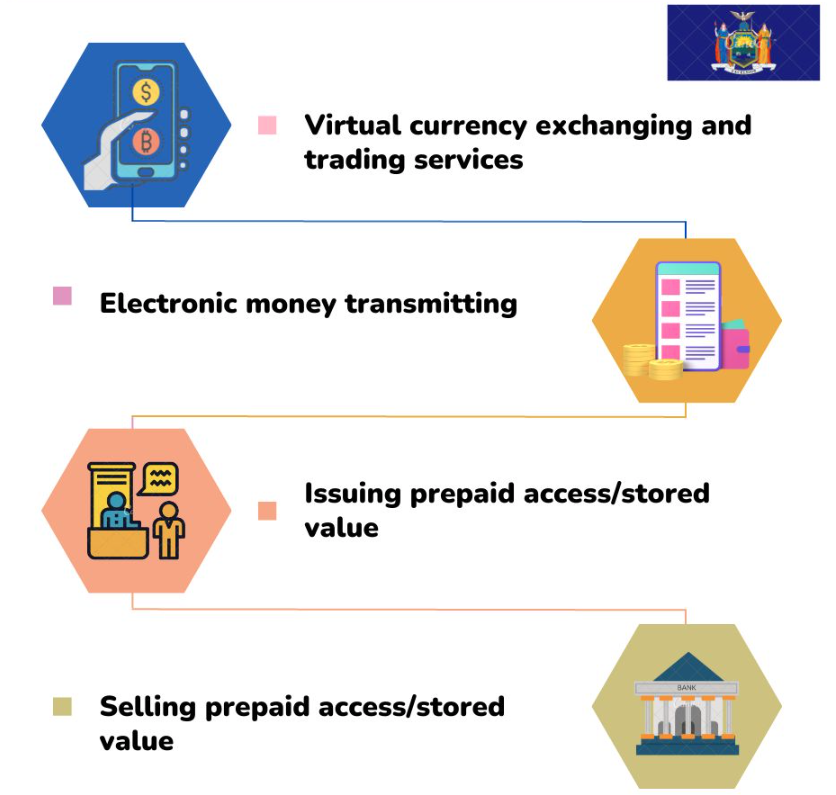 Virtual currency exchanging and
trading services
Electronic money transmitting
Issuing prepaid access/stored
value
BANK
Selling prepaid access/stored
value